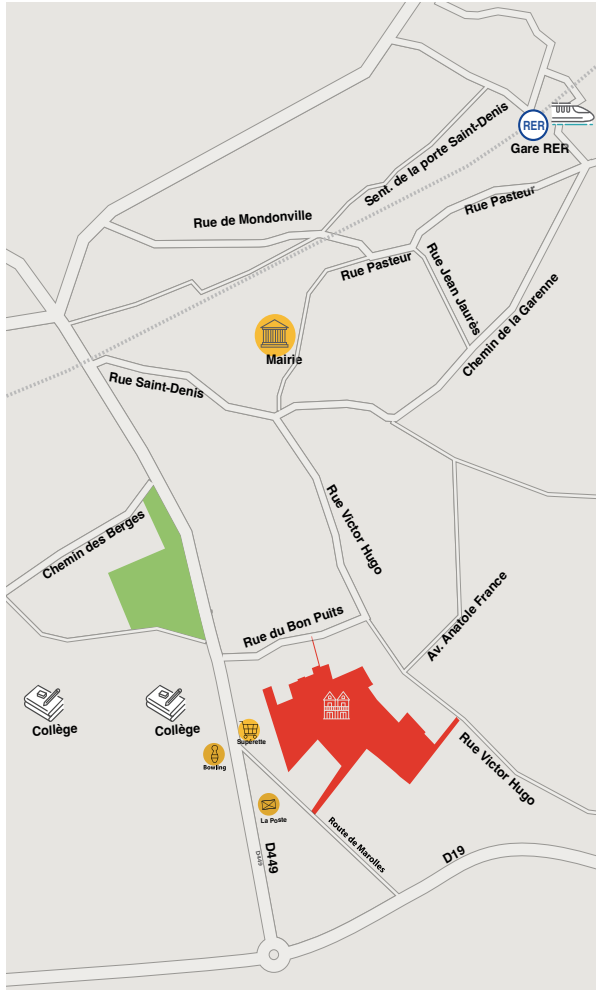 Sent. de la porte Saint-Denis
RER
Gare RER
Rue de Mondonville
Rue Pasteur
Rue Pasteur
Rue Jean Jaurès
Chemin de la Garenne
Mairie
Rue Saint-Denis
Rue Victor Hugo
Chemin des Berges
Av. Anatole France
Rue du Bon Puits
Collège
Collège
Supérette
Bowling
Rue Victor Hugo
La Poste
Route de Marolles
D449
D449
D19